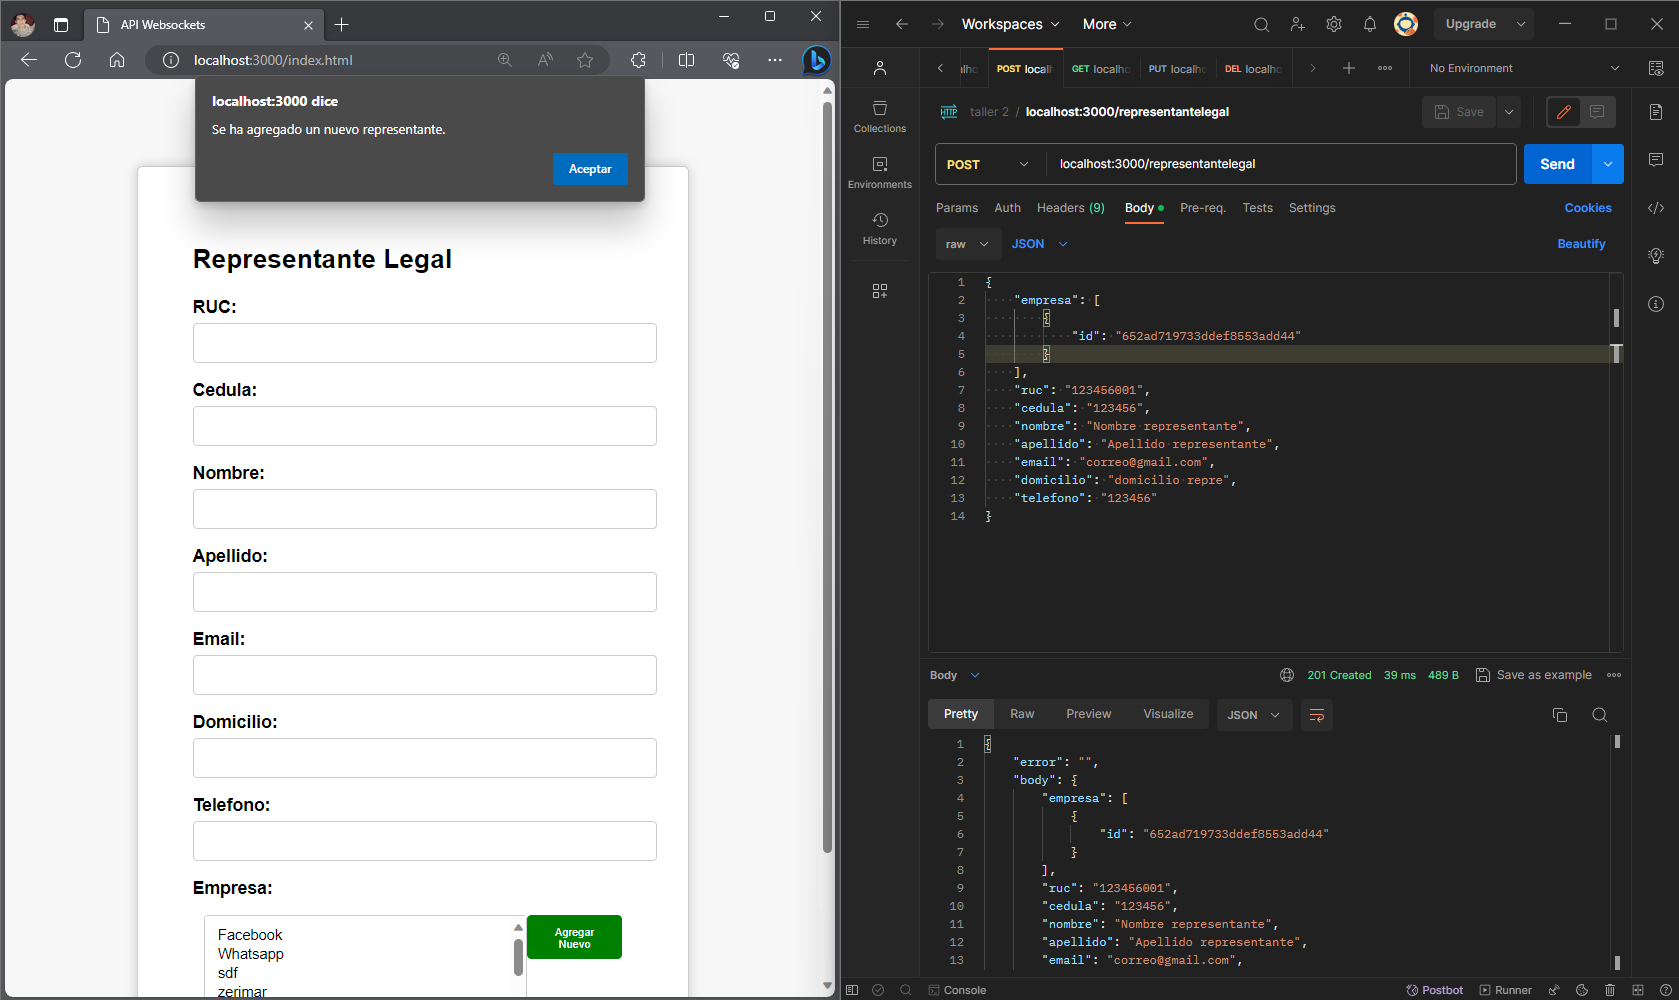 API Websockets
localhost:3000/index.html
localhost:3000 dice
Se ha agregado un nuevo representante.
Aceptar
Representante Legal
RUC:
Cedula:
Nombre:
Apellido:
Email:
Domicilio:
Telefono:
Empresa:
Facebook
Whatsapp
sdf
zerimar
Agregar
Nuevo
Workspaces
More
Upgrade
POST localh
GET localho
PUT localho
DEL localho
No Environment
Collections
Environments
History
HTTP
taller 2 / localhost:3000/representantelegal
Save
POST
localhost:3000/representantelegal
Send
Params Auth Headers (9) Body Pre-req. Tests Settings
Cookies
raw
JSON
Beautify
1 {
2 "empresa": [
3 {
4 "id": "652ad719733ddef8553add44"
5 }
6 ],
7 "ruc": "123456001",
8 "cedula": "123456",
9 "nombre": "Nombre representante",
10 "apellido": "Apellido representante",
11 "email": "correo@gmail.com",
12 "domicilio": "domicilio repre",
13 "telefono": "123456"
14 }
Body
201 Created 39 ms 489 B
Save as example
Pretty Raw Preview Visualize
JSON
1 {
2 "error": "",
3 "body": {
4 "empresa": [
5 {
6 "id": "652ad719733ddef8553add44"
7 }
8 ],
9 "ruc": "123456001",
10 "cedula": "123456",
11 "nombre": "Nombre representante",
12 "apellido": "Apellido representante",
13 "email": "correo@gmail.com",
Console
Postbot
Runner